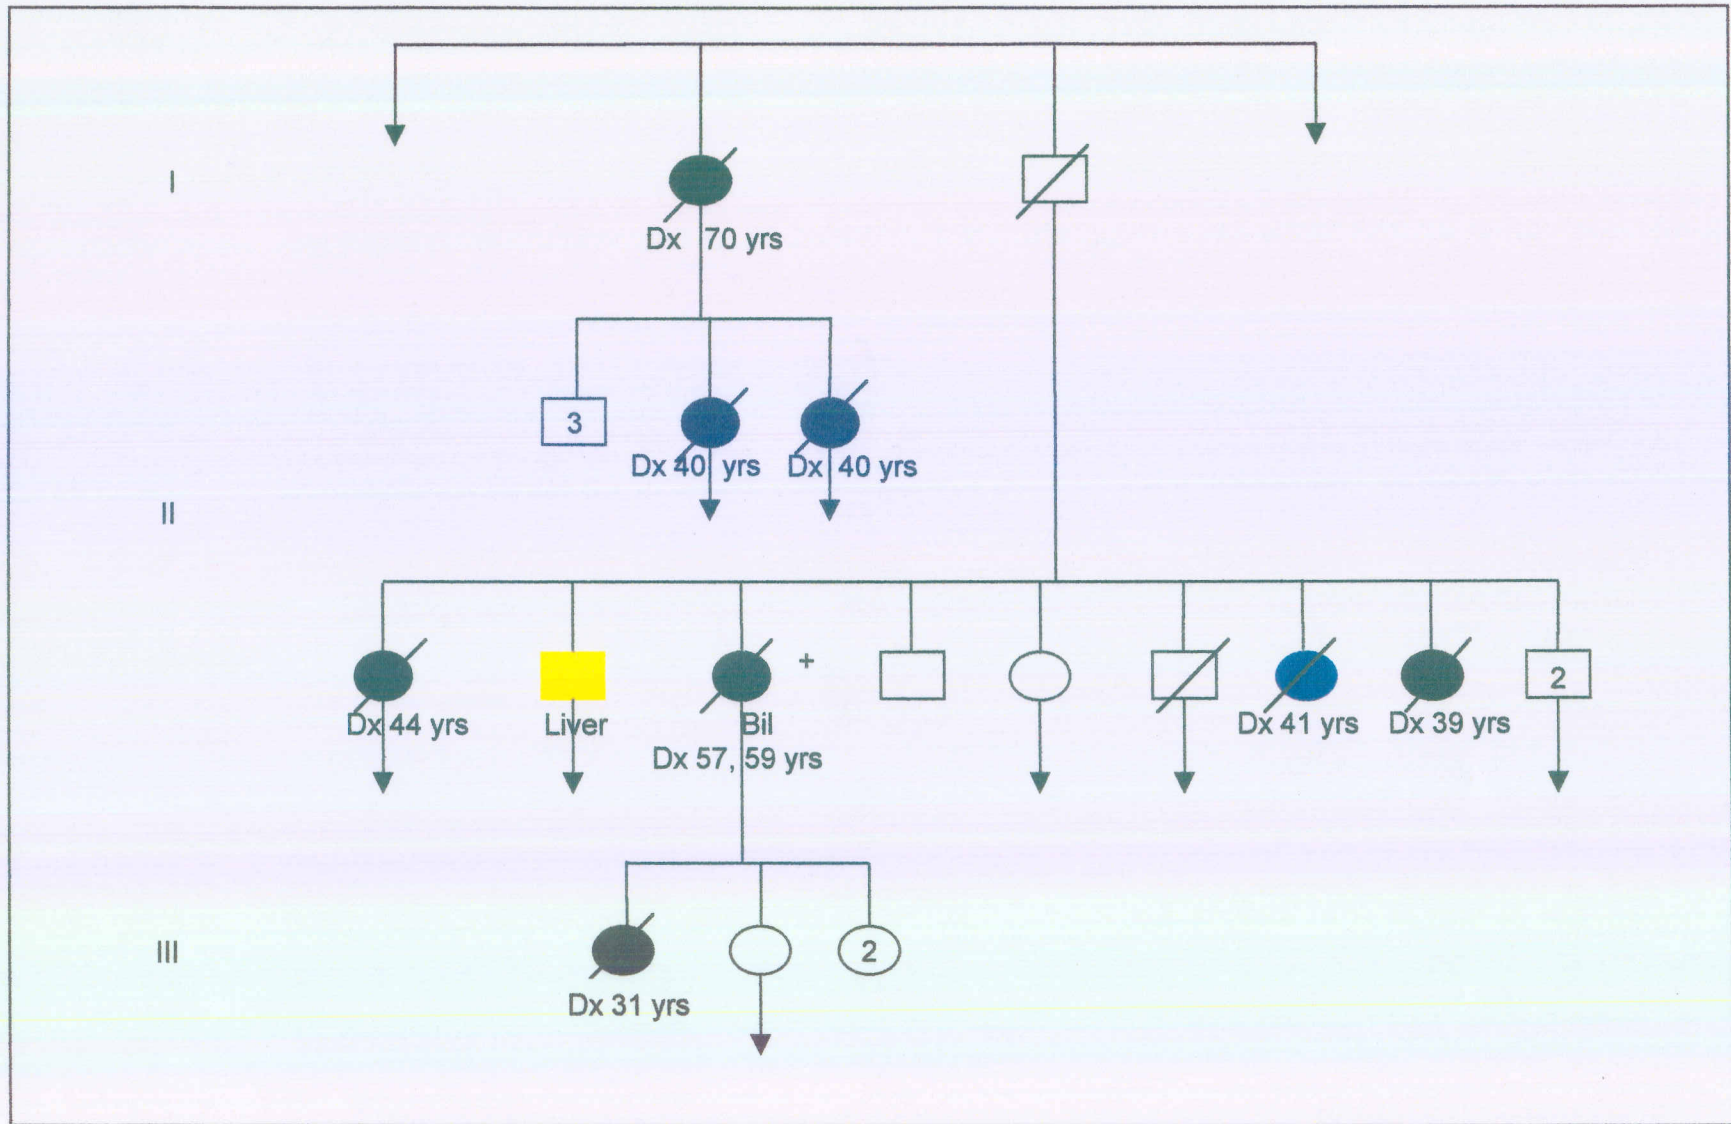 I
Dx 70 yrs
3
Dx 40 yrs Dx 40 yrs
II
+
2
Dx 44 yrs Liver Bil Dx 41 yrs Dx 39 yrs
Dx 57, 59 yrs
III
2
Dx 31 yrs